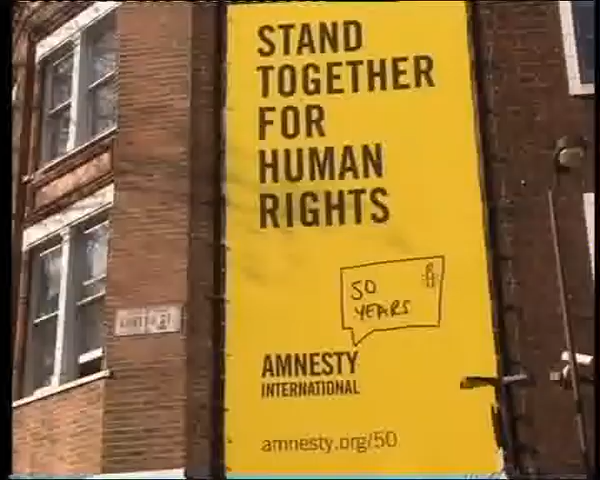 STAND
TOGETHER
FOR
HUMAN
RIGHTS
50
YEARS
AMNESTY
INTERNATIONAL
amnesty.org/50